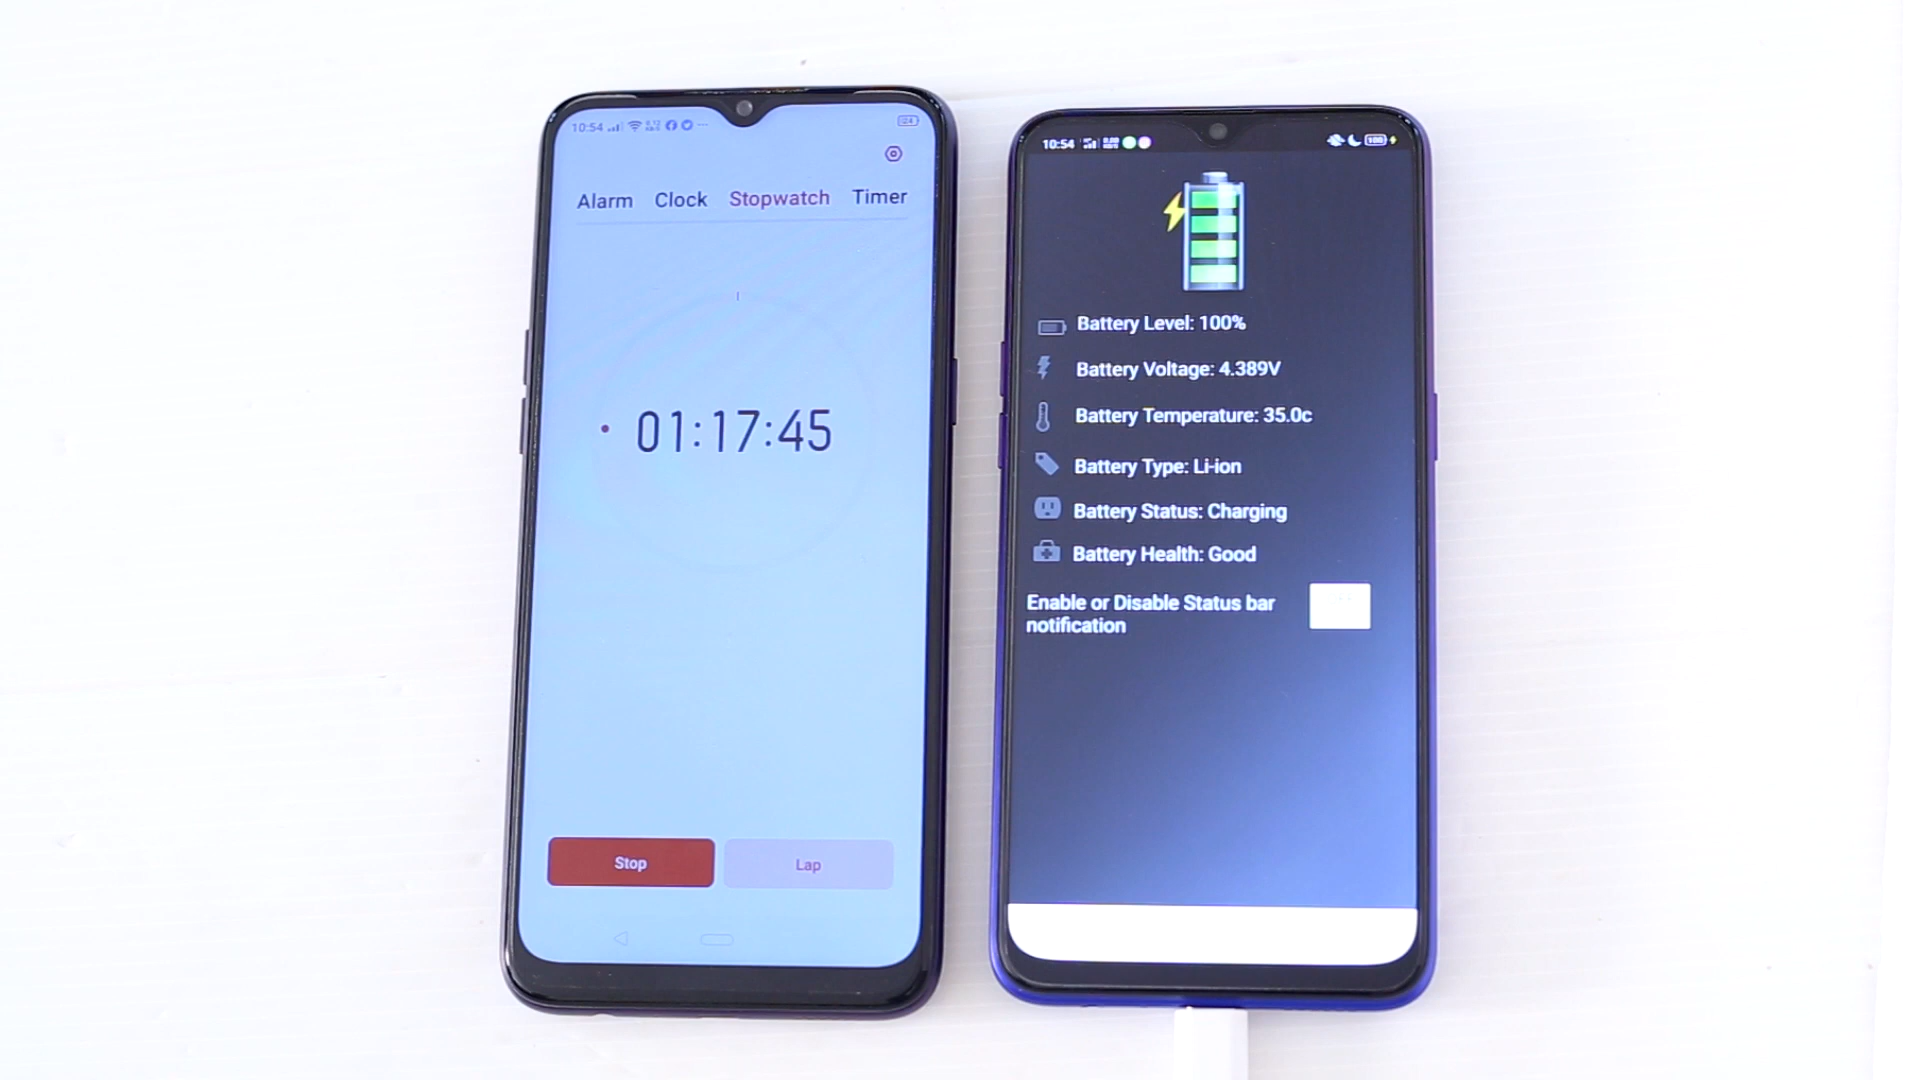 10:54
Alarm Clock Stopwatch Timer
01:17:45
Stop Lap
10:54
100
Battery Level: 100%
Battery Voltage: 4.389V
Battery Temperature: 35.0c
Battery Type: Li-ion
Battery Status: Charging
Battery Health: Good
Enable or Disable Status bar
notification